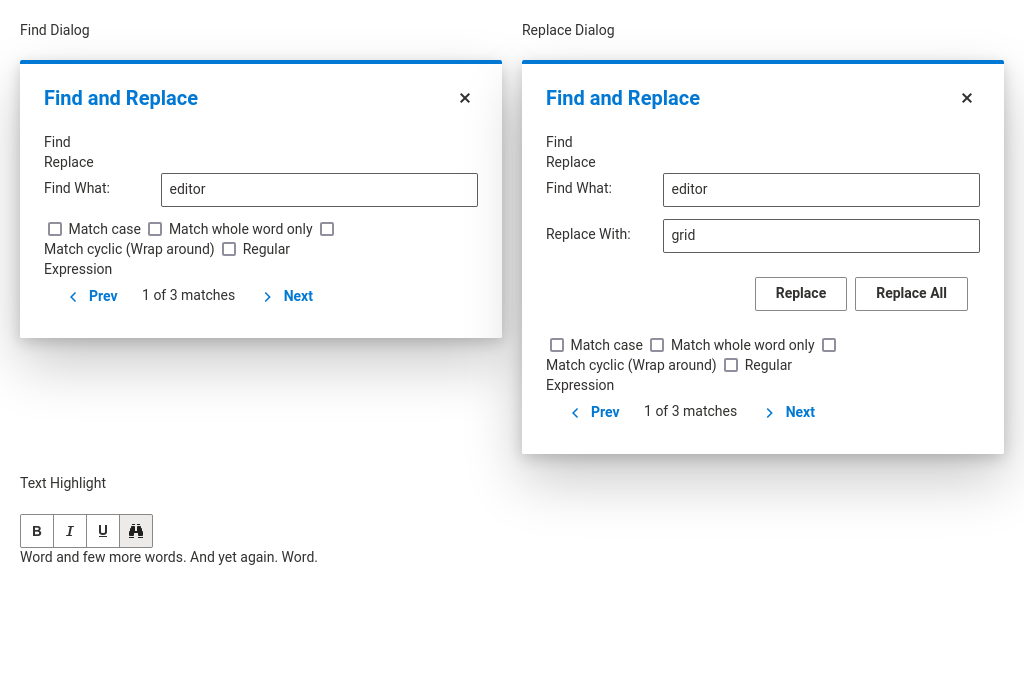 Find Dialog
Find and Replace
Find
Replace
Find What: editor
Match case Match whole word only
Match cyclic (Wrap around) Regular
Expression
Prev 1 of 3 matches Next
Replace Dialog
Find and Replace
Find
Replace
Find What: editor
Replace With: grid
Replace Replace All
Match case Match whole word only
Match cyclic (Wrap around) Regular
Expression
Prev 1 of 3 matches Next
Text Highlight
B I U
Word and few more words. And yet again. Word.